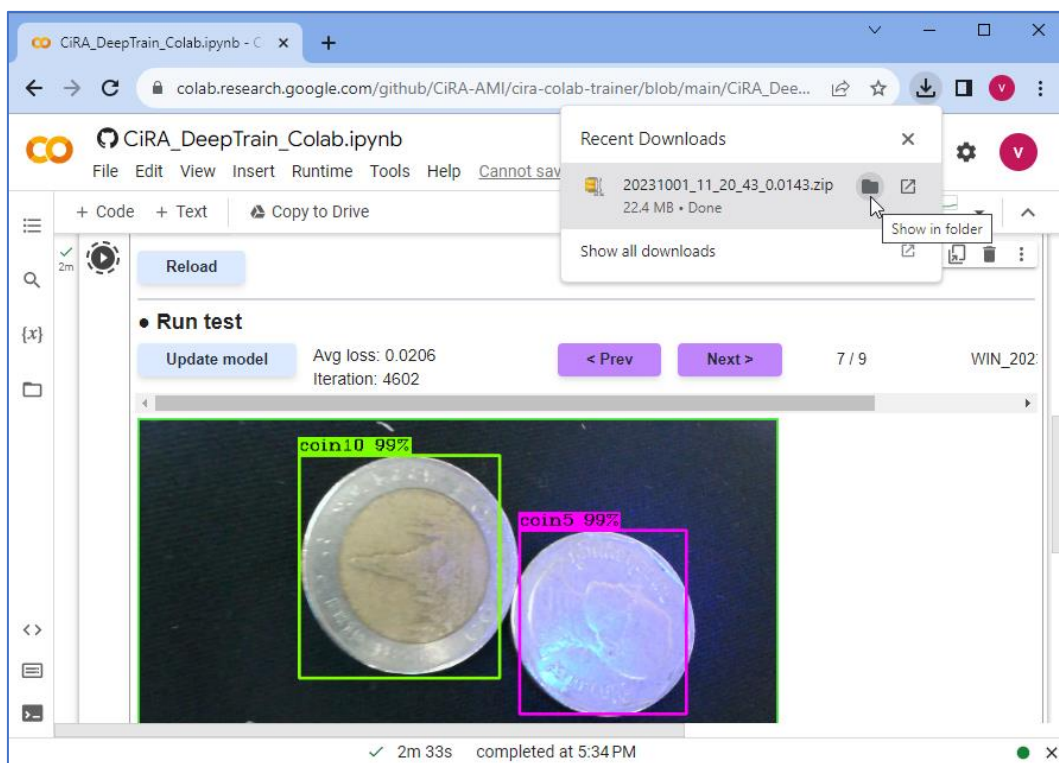 CiRA_DeepTrain_Colab.ipynb - C
colab.research.google.com/github/CiRA-AMI/cira-colab-trainer/blob/main/CiRA_Dee...
V
CO
CiRA_DeepTrain_Colab.ipynb
File Edit View Insert Runtime Tools Help Cannot sav
V
Recent Downloads
20231001_11_20_43_0.0143.zip
22.4 MB • Done
Show in folder
Show all downloads
+ Code + Text Copy to Drive
2m
Reload
{x}
● Run test
Update model
Avg loss: 0.0206
Iteration: 4602
< Prev
Next >
7 / 9
WIN_202
coin10 99%
coin5 99%
2m 33s completed at 5:34 PM